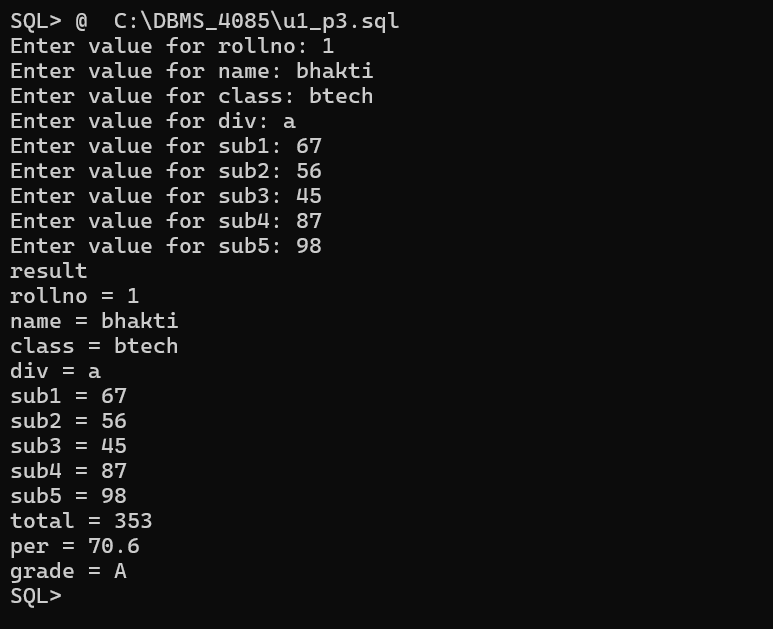 SQL> @  C:\DBMS_4085\u1_p3.sql
Enter value for rollno: 1
Enter value for name: bhakti
Enter value for class: btech
Enter value for div: a
Enter value for sub1: 67
Enter value for sub2: 56
Enter value for sub3: 45
Enter value for sub4: 87
Enter value for sub5: 98
result
rollno = 1
name = bhakti
class = btech
div = a
sub1 = 67
sub2 = 56
sub3 = 45
sub4 = 87
sub5 = 98
total = 353
per = 70.6
grade = A
SQL>